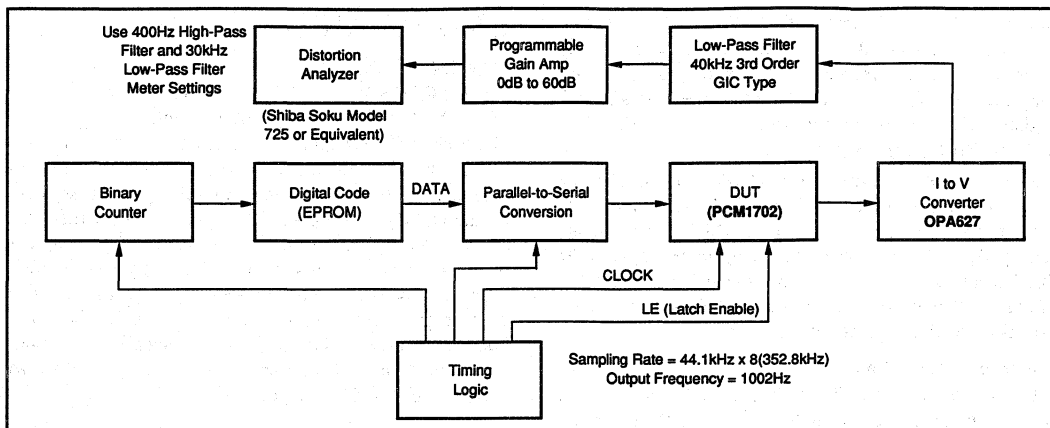 Use 400Hz High-Pass
Filter and 30kHz
Low-Pass Filter
Meter Settings
Distortion
Analyzer
(Shiba Soku Model
725 or Equivalent)
Programmable
Gain Amp
0dB to 60dB
Low-Pass Filter
40kHz 3rd Order
GIC Type
Binary
Counter
Digital Code
(EPROM)
DATA
Parallel-to-Serial
Conversion
DUT
(PCM1702)
I to V
Converter
OPA627
CLOCK
LE (Latch Enable)
Timing
Logic
Sampling Rate = 44.1kHz x 8(352.8kHz)
Output Frequency = 1002Hz